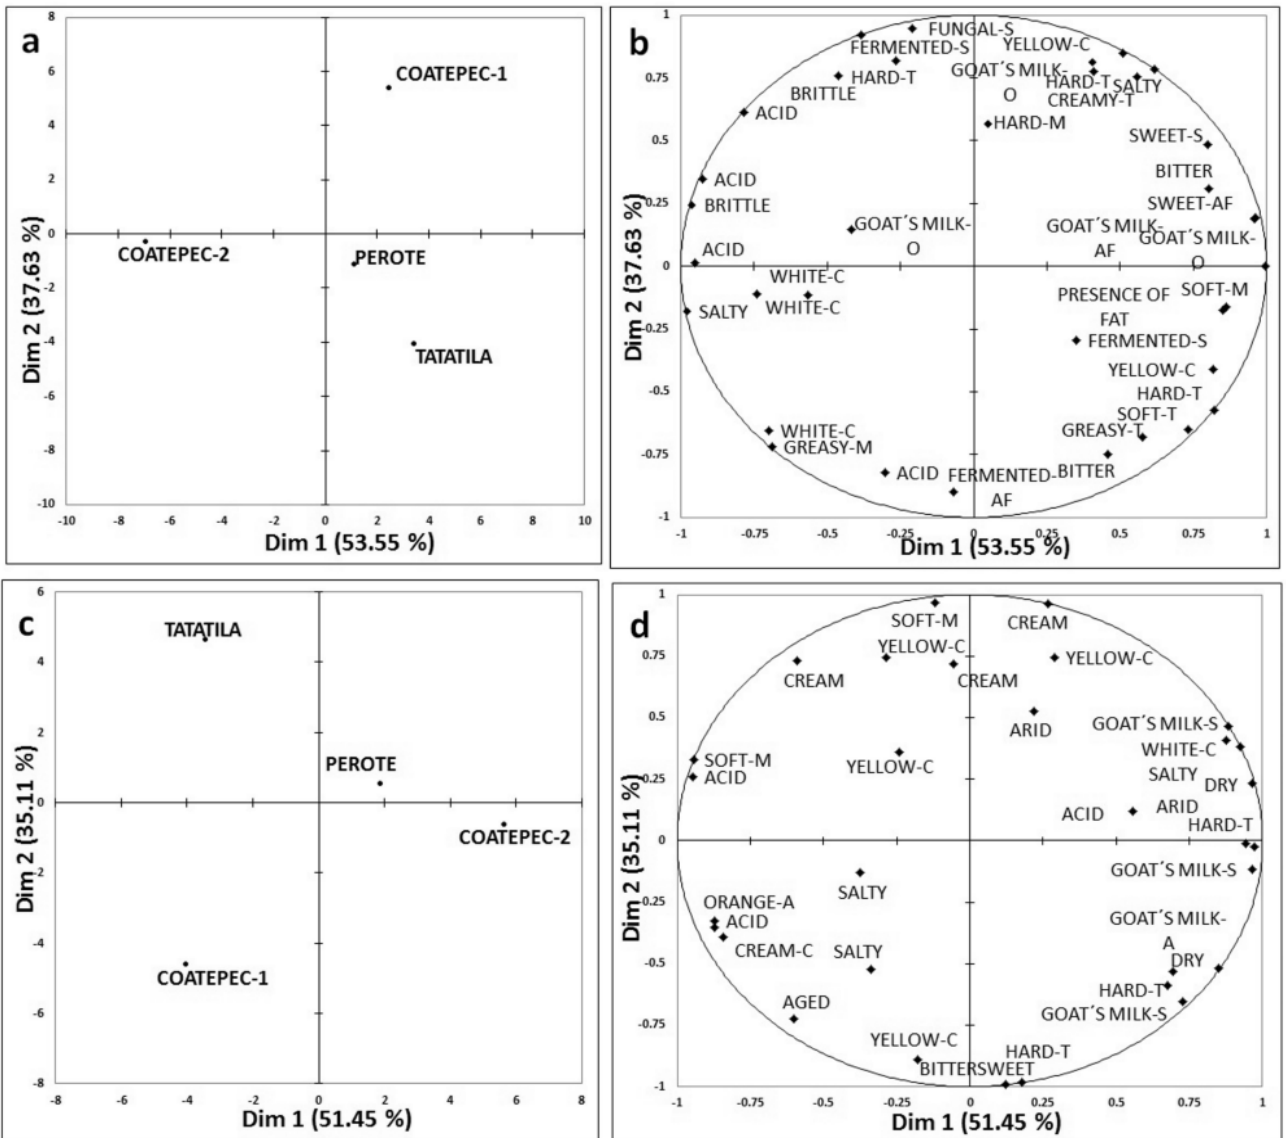 a
8
6
4
2
0
-2
-4
-6
-8
-10
-10
-8
-6
-4
-2
0
2
4
6
8
10
Dim 2 (37.63 %)
Dim 1 (53.55 %)
COATEPEC-1
COATEPEC-2
PEROTE
TATATILA
b
1
0.75
0.5
0.25
0
-0.25
-0.5
-0.75
-1
-1
-0.75
-0.5
-0.25
0
0.25
0.5
0.75
1
Dim 2 (37.63 %)
Dim 1 (53.55 %)
FUNGAL-S
YELLOW-C
FERMENTED-S
GOAT´S MILK-
O
HARD-T
HARD-T
SALTY
BRITTLE
CREAMY-T
ACID
HARD-M
SWEET-S
BITTER
ACID
SWEET-AF
BRITTLE
GOAT´S MILK-
O
GOAT´S MILK-
AF
GOAT´S MILK-
O
ACID
WHITE-C
SALTY
WHITE-C
PRESENCE OF
FAT
SOFT-M
FERMENTED-S
YELLOW-C
HARD-T
SOFT-T
GREASY-T
WHITE-C
GREASY-M
ACID
FERMENTED-
AF
BITTER
c
6
4
2
0
-2
-4
-6
-8
-8
-6
-4
-2
0
2
4
6
8
Dim 2 (35.11 %)
Dim 1 (51.45 %)
TATATILA
PEROTE
COATEPEC-2
COATEPEC-1
d
1
0.75
0.5
0.25
0
-0.25
-0.5
-0.75
-1
-1
-0.75
-0.5
-0.25
0
0.25
0.5
0.75
1
Dim 2 (35.11 %)
Dim 1 (51.45 %)
SOFT-M
CREAM
YELLOW-C
YELLOW-C
CREAM
CREAM
ARID
GOAT´S MILK-S
WHITE-C
SOFT-M
YELLOW-C
ACID
SALTY
DRY
ACID
ARID
HARD-T
GOAT´S MILK-S
SALTY
ORANGE-A
ACID
GOAT´S MILK-
A
CREAM-C
SALTY
DRY
HARD-T
AGED
GOAT´S MILK-S
YELLOW-C
HARD-T
BITTERSWEET